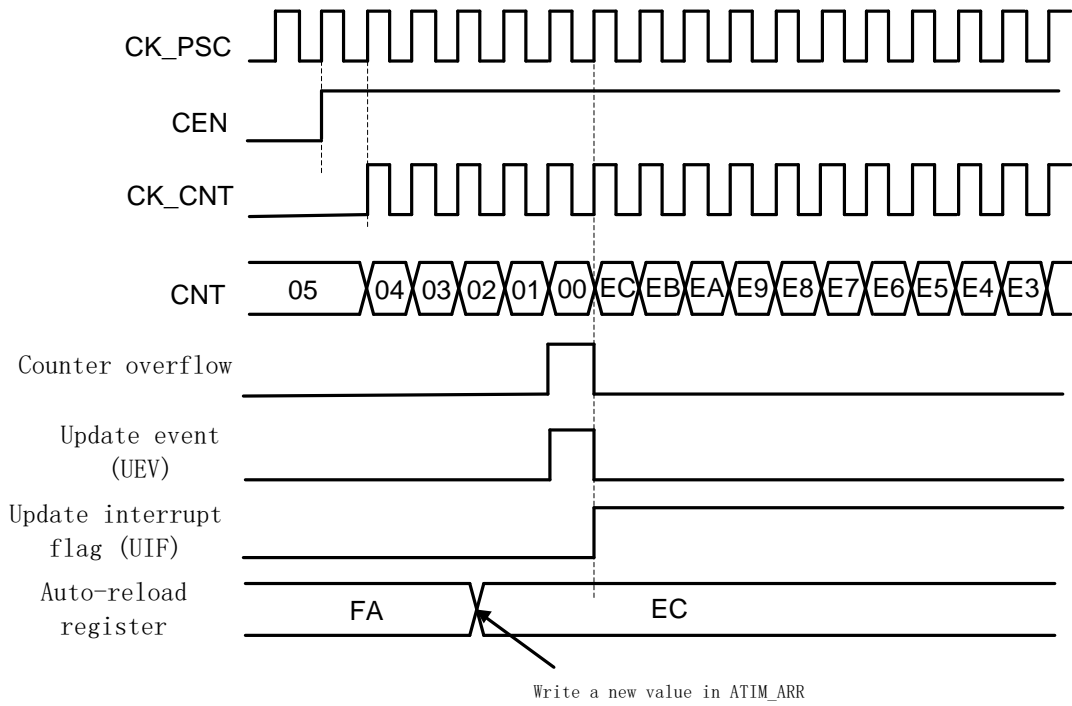 CK_PSC
CEN
CK_CNT
CNT
05 04 03 02 01 00 EC EB EA E9 E8 E7 E6 E5 E4 E3
Counter overflow
Update event
(UEV)
Update interrupt
flag (UIF)
Auto-reload
register
FA EC
Write a new value in ATIM_ARR